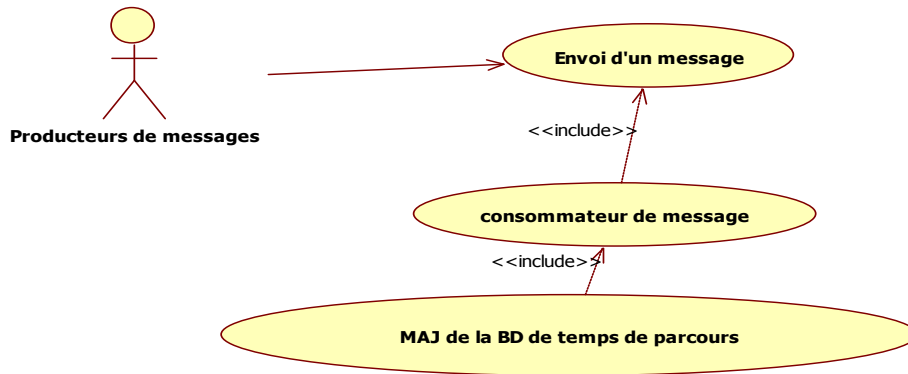 Envoi d'un message
Producteurs de messages
<<include>>
consommateur de message
<<include>>
MAJ de la BD de temps de parcours